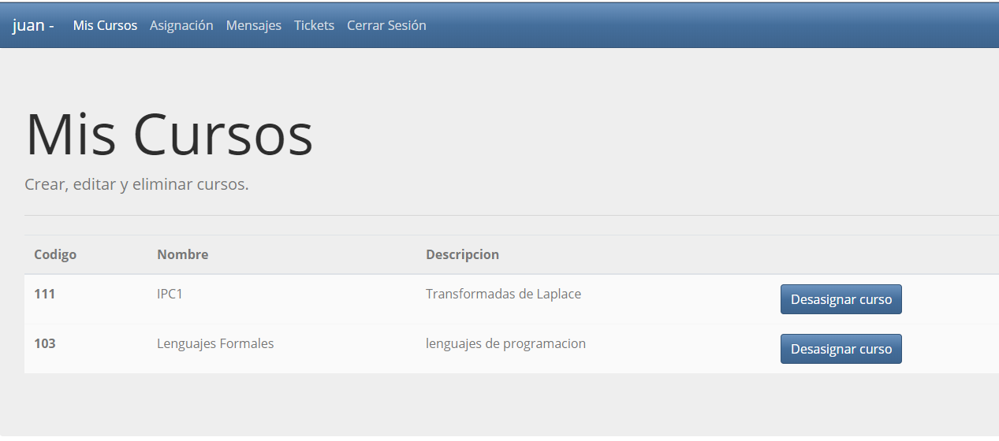 juan - Mis Cursos Asignación Mensajes Tickets Cerrar Sesión
Mis Cursos
Crear, editar y eliminar cursos.
Codigo Nombre Descripcion
111 IPC1 Transformadas de Laplace Desasignar curso
103 Lenguajes Formales lenguajes de programacion Desasignar curso